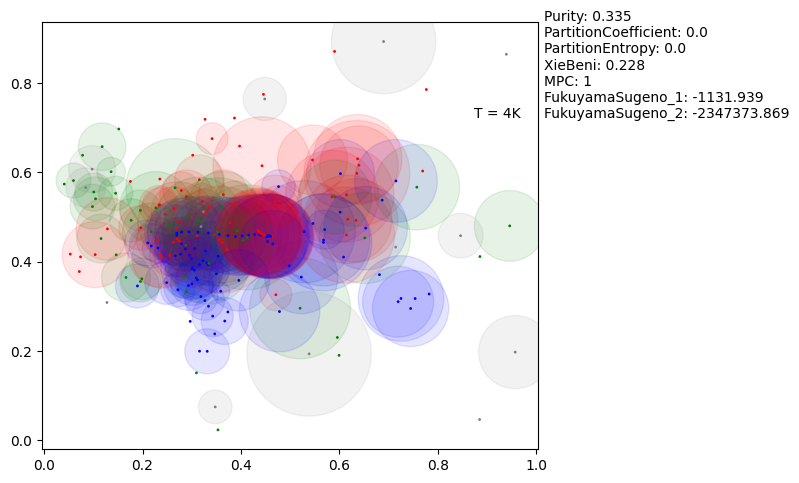 Purity: 0.335
PartitionCoefficient: 0.0
PartitionEntropy: 0.0
XieBeni: 0.228
MPC: 1
FukuyamaSugeno_1: -1131.939
FukuyamaSugeno_2: -2347373.869
T = 4K
0.8
0.6
0.4
0.2
0.0
0.0 0.2 0.4 0.6 0.8 1.0